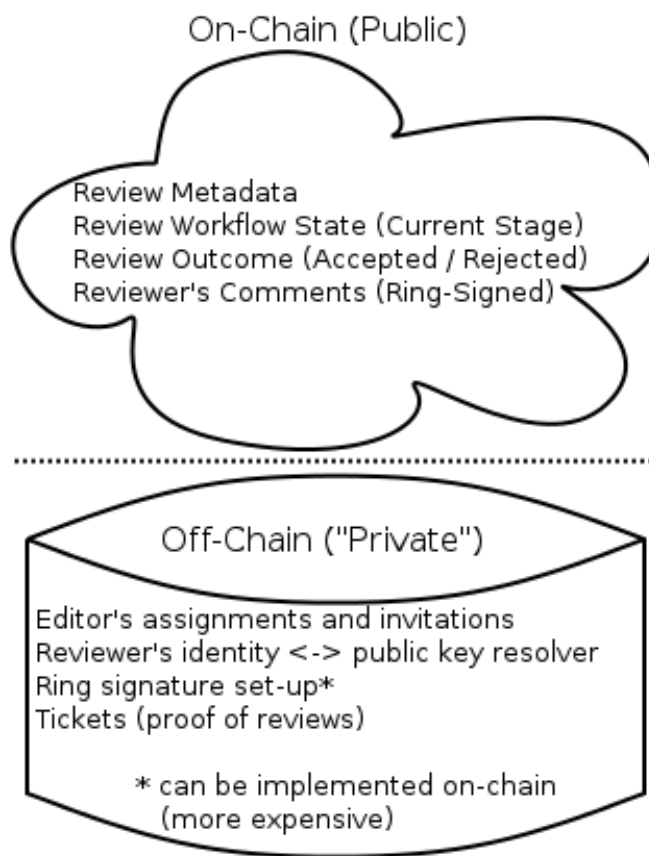 On-Chain (Public)
Review Metadata
Review Workflow State (Current Stage)
Review Outcome (Accepted / Rejected)
Reviewer's Comments (Ring-Signed)
Off-Chain ("Private")
Editor's assignments and invitations
Reviewer's identity <-> public key resolver
Ring signature set-up*
Tickets (proof of reviews)
* can be implemented on-chain
(more expensive)